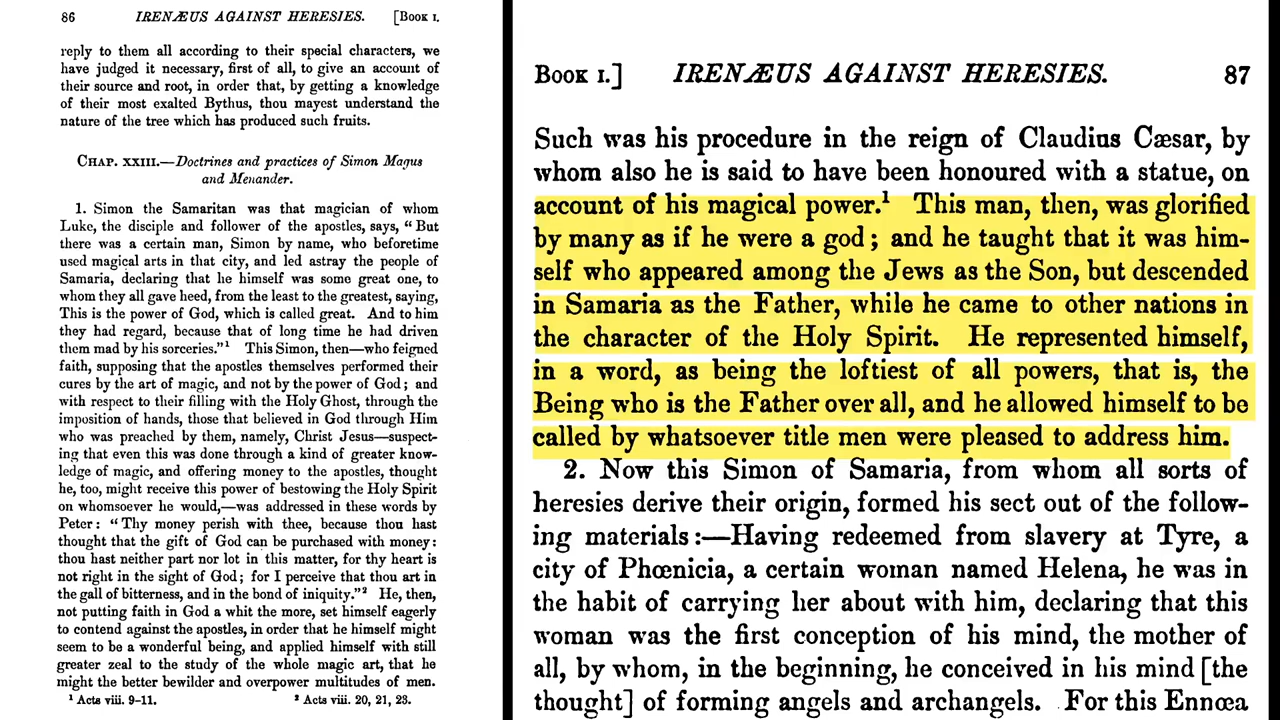 86 IRENÆUS AGAINST HERESIES. [BOOK I.
reply to them all according to their special characters, we
have judged it necessary, first of all, to give an account of
their source and root, in order that, by getting a knowledge
of their most exalted Bythus, thou mayest understand the
nature of the tree which has produced such fruits.
CHAP. XXIII.—Doctrines and practices of Simon Magus
and Menander.
1. Simon the Samaritan was that magician of whom
Luke, the disciple and follower of the apostles, says, "But
there was a certain man, Simon by name, who beforetime
used magical arts in that city, and led astray the people of
Samaria, declaring that he himself was some great one, to
whom they all gave heed, from the least to the greatest, saying,
This is the power of God, which is called great. And to him
they had regard, because that of long time he had driven
them mad by his sorceries."¹ This Simon, then—who feigned
faith, supposing that the apostles themselves performed their
cures by the art of magic, and not by the power of God; and
with respect to their filling with the Holy Ghost, through the
imposition of hands, those that believed in God through Him
who was preached by them, namely, Christ Jesus—suspect-
ing that even this was done through a kind of greater know-
ledge of magic, and offering money to the apostles, thought
he, too, might receive this power of bestowing the Holy Spirit
on whomsoever he would,—was addressed in these words by
Peter: "Thy money perish with thee, because thou hast
thought that the gift of God can be purchased with money:
thou hast neither part nor lot in this matter, for thy heart is
not right in the sight of God; for I perceive that thou art in
the gall of bitterness, and in the bond of iniquity."² He, then,
not putting faith in God a whit the more, set himself eagerly
to contend against the apostles, in order that he himself might
seem to be a wonderful being, and applied himself with still
greater zeal to the study of the whole magic art, that he
might the better bewilder and overpower multitudes of men.
¹ Acts viii. 9-11. ² Acts viii. 20, 21, 23.
BOOK I.] IRENÆUS AGAINST HERESIES. 87
Such was his procedure in the reign of Claudius Cæsar, by
whom also he is said to have been honoured with a statue, on
account of his magical power.¹ This man, then, was glorified
by many as if he were a god; and he taught that it was him-
self who appeared among the Jews as the Son, but descended
in Samaria as the Father, while he came to other nations in
the character of the Holy Spirit. He represented himself,
in a word, as being the loftiest of all powers, that is, the
Being who is the Father over all, and he allowed himself to be
called by whatsoever title men were pleased to address him.
2. Now this Simon of Samaria, from whom all sorts of
heresies derive their origin, formed his sect out of the follow-
ing materials:—Having redeemed from slavery at Tyre, a
city of Phœnicia, a certain woman named Helena, he was in
the habit of carrying her about with him, declaring that this
woman was the first conception of his mind, the mother of
all, by whom, in the beginning, he conceived in his mind [the
thought] of forming angels and archangels. For this Ennœa